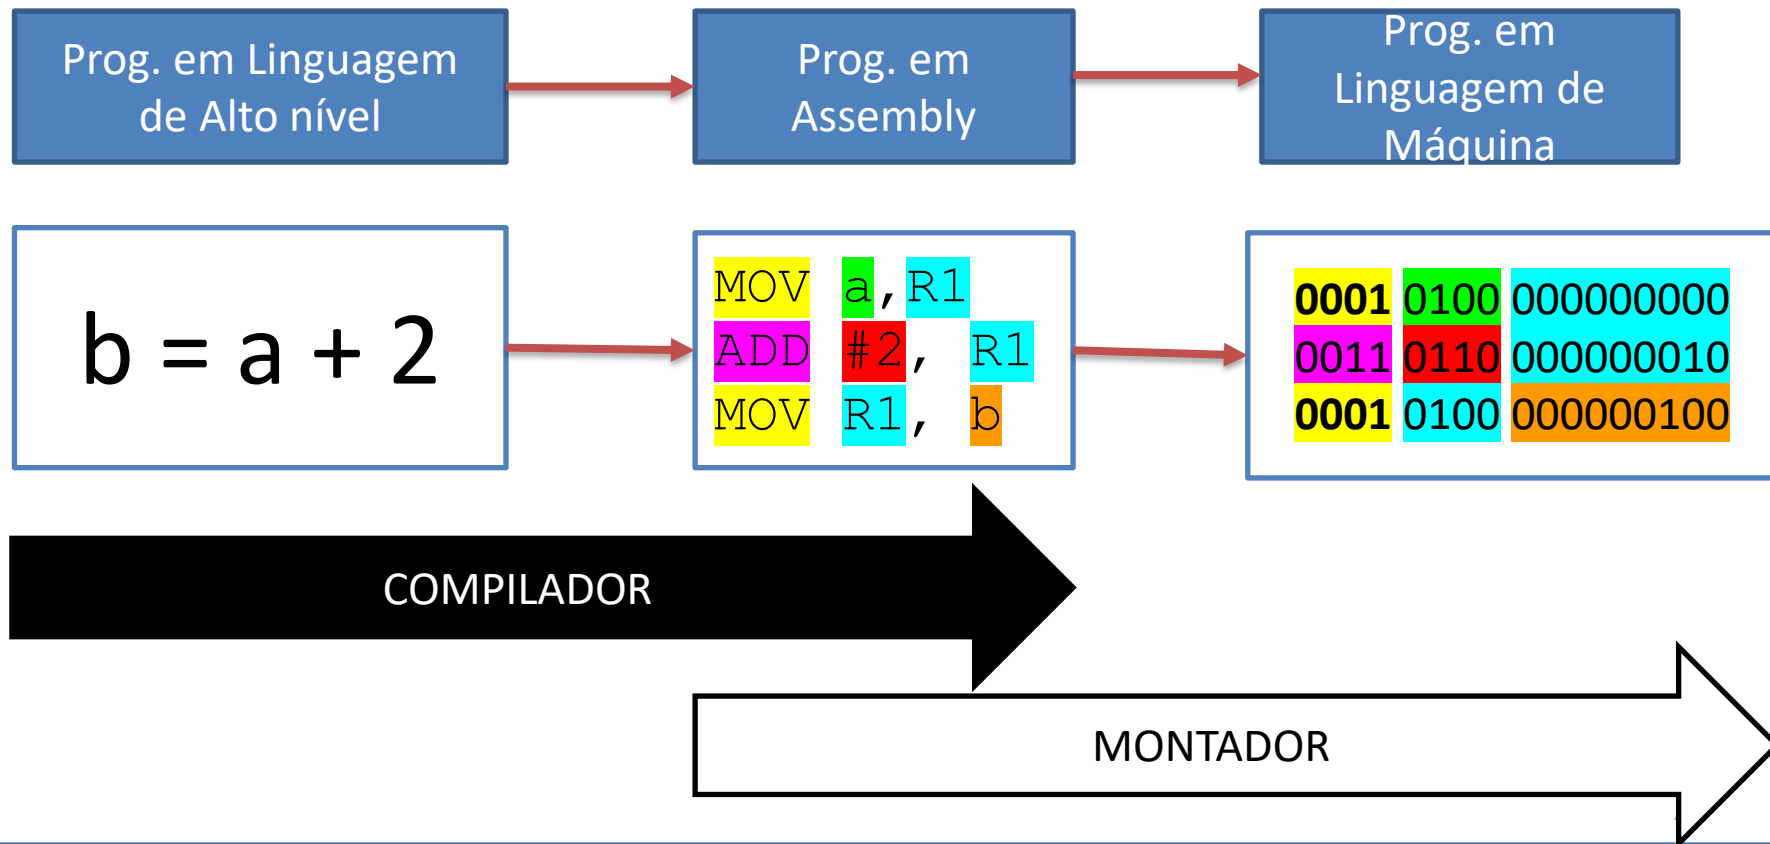 Prog. em Linguagem
de Alto nível
Prog. em
Assembly
Prog. em
Linguagem de
Máquina
b = a + 2
MOV a,R1
ADD #2, R1
MOV R1, b
0001 0100 000000000
0011 0110 000000010
0001 0100 000000100
COMPILADOR
MONTADOR